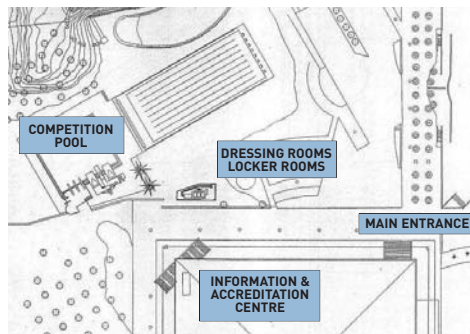 COMPETITION
POOL
DRESSING ROOMS
LOCKER ROOMS
MAIN ENTRANCE
INFORMATION &
ACCREDITATION
CENTRE